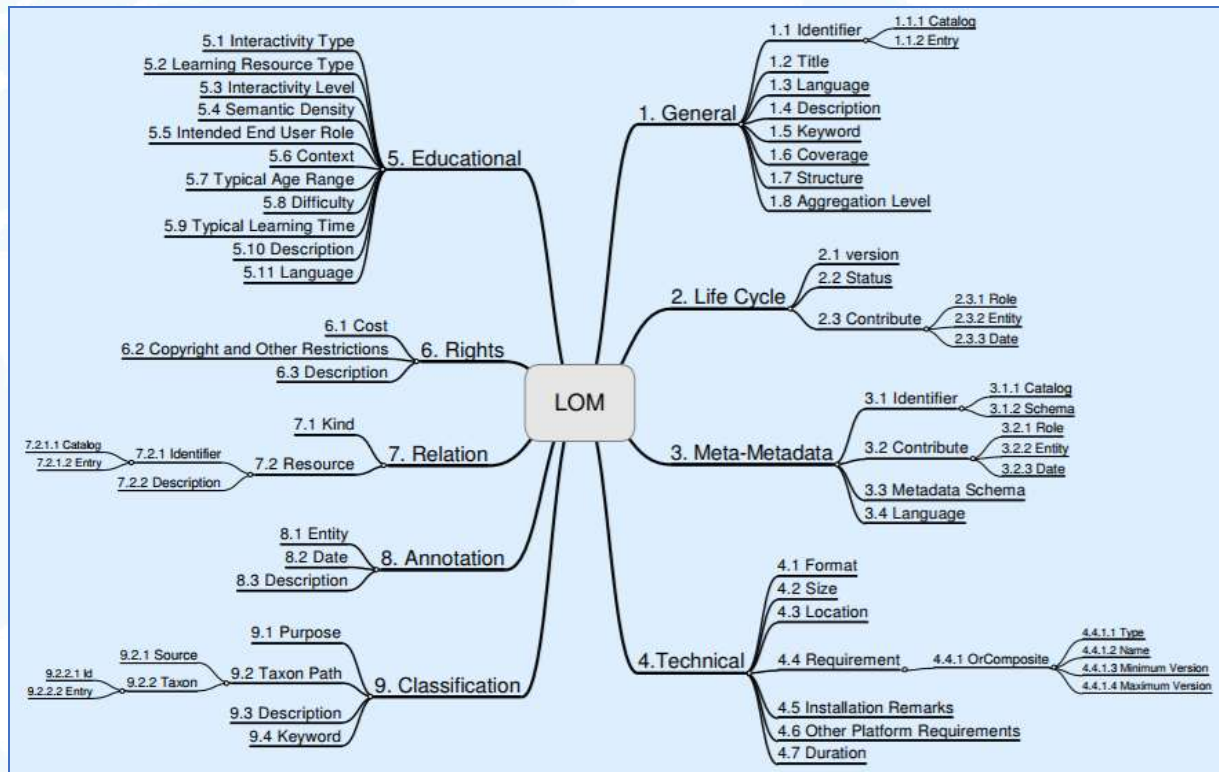 LOM
1. General
1.1 Identifier
1.1.1 Catalog
1.1.2 Entry
1.2 Title
1.3 Language
1.4 Description
1.5 Keyword
1.6 Coverage
1.7 Structure
1.8 Aggregation Level
2. Life Cycle
2.1 version
2.2 Status
2.3 Contribute
2.3.1 Role
2.3.2 Entity
2.3.3 Date
3. Meta-Metadata
3.1 Identifier
3.1.1 Catalog
3.1.2 Schema
3.2 Contribute
3.2.1 Role
3.2.2 Entity
3.2.3 Date
3.3 Metadata Schema
3.4 Language
4.Technical
4.1 Format
4.2 Size
4.3 Location
4.4 Requirement
4.4.1 OrComposite
4.4.1.1 Type
4.4.1.2 Name
4.4.1.3 Minimum Version
4.4.1.4 Maximum Version
4.5 Installation Remarks
4.6 Other Platform Requirements
4.7 Duration
5. Educational
5.1 Interactivity Type
5.2 Learning Resource Type
5.3 Interactivity Level
5.4 Semantic Density
5.5 Intended End User Role
5.6 Context
5.7 Typical Age Range
5.8 Difficulty
5.9 Typical Learning Time
5.10 Description
5.11 Language
6. Rights
6.1 Cost
6.2 Copyright and Other Restrictions
6.3 Description
7. Relation
7.1 Kind
7.2 Resource
7.2.1 Identifier
7.2.1.1 Catalog
7.2.1.2 Entry
7.2.2 Description
8. Annotation
8.1 Entity
8.2 Date
8.3 Description
9. Classification
9.1 Purpose
9.2 Taxon Path
9.2.1 Source
9.2.2 Taxon
9.2.2.1 Id
9.2.2.2 Entry
9.3 Description
9.4 Keyword